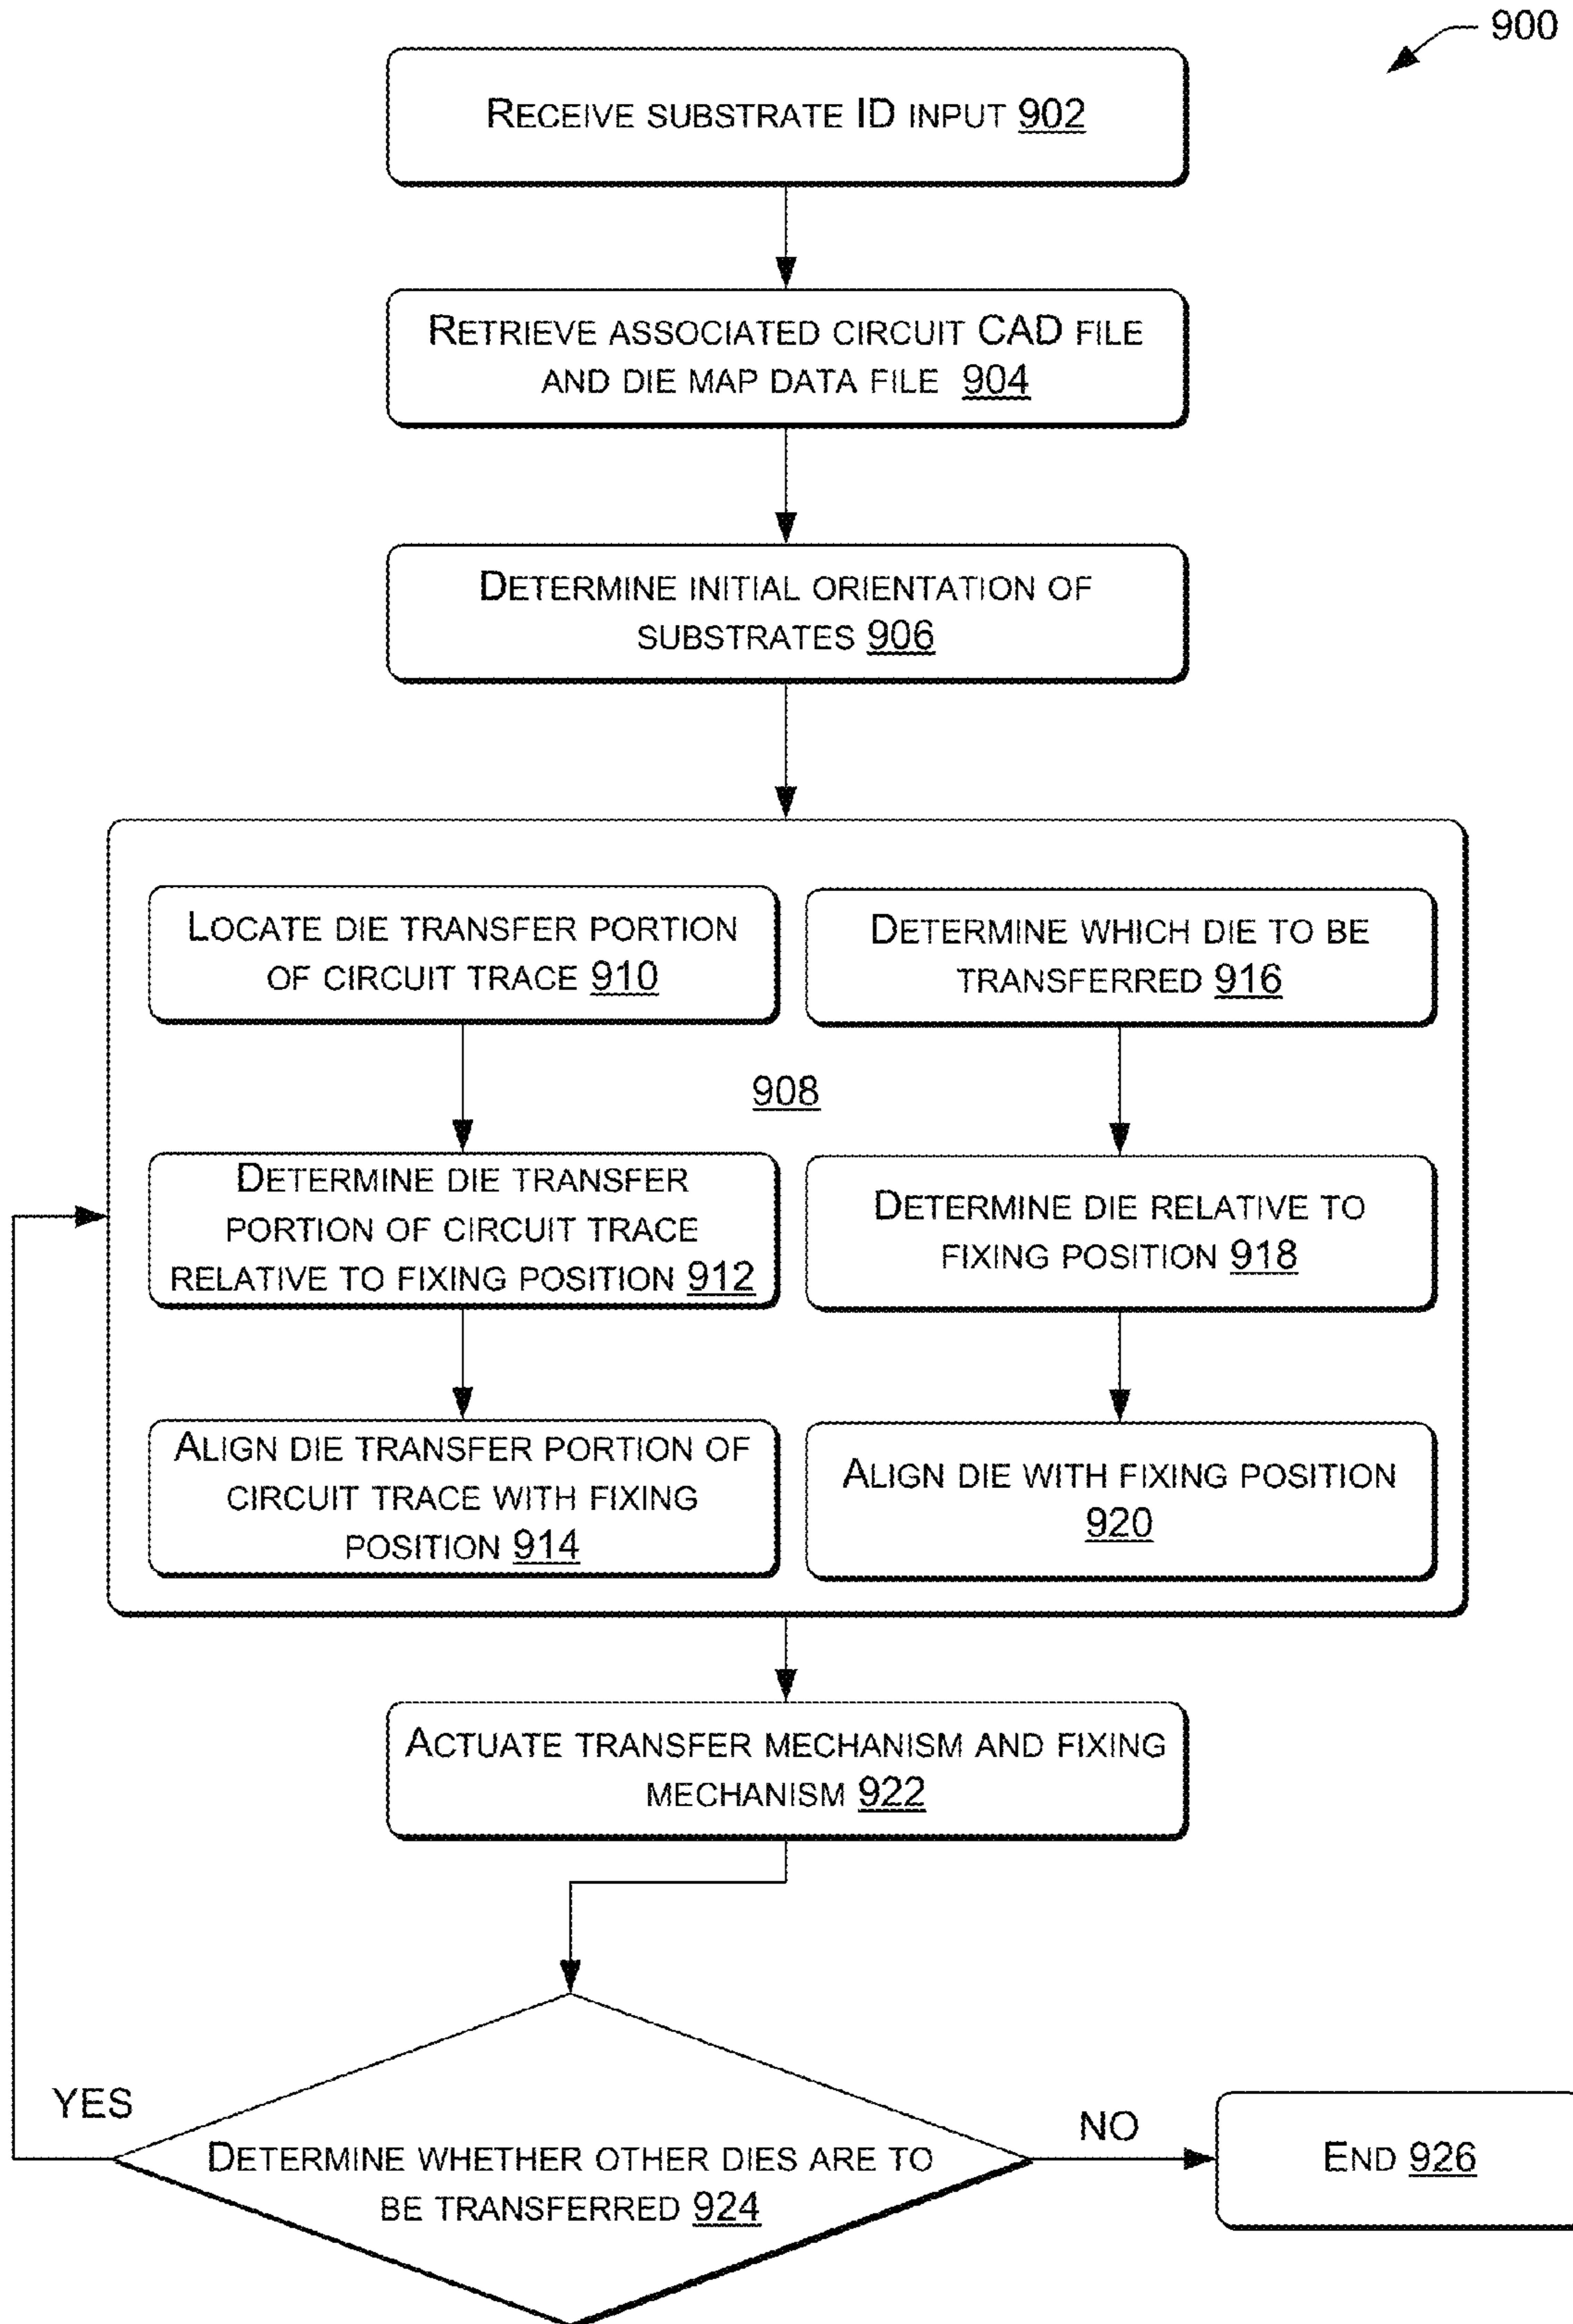 900
RECEIVE SUBSTRATE ID INPUT 902
RETRIEVE ASSOCIATED CIRCUIT CAD FILE
AND DIE MAP DATA FILE 904
DETERMINE INITIAL ORIENTATION OF
SUBSTRATES 906
LOCATE DIE TRANSFER PORTION
OF CIRCUIT TRACE 910
DETERMINE WHICH DIE TO BE
TRANSFERRED 916
908
DETERMINE DIE TRANSFER
PORTION OF CIRCUIT TRACE
RELATIVE TO FIXING POSITION 912
DETERMINE DIE RELATIVE TO
FIXING POSITION 918
ALIGN DIE TRANSFER PORTION OF
CIRCUIT TRACE WITH FIXING
POSITION 914
ALIGN DIE WITH FIXING POSITION
920
ACTUATE TRANSFER MECHANISM AND FIXING
MECHANISM 922
YES
DETERMINE WHETHER OTHER DIES ARE TO
BE TRANSFERRED 924
NO
END 926